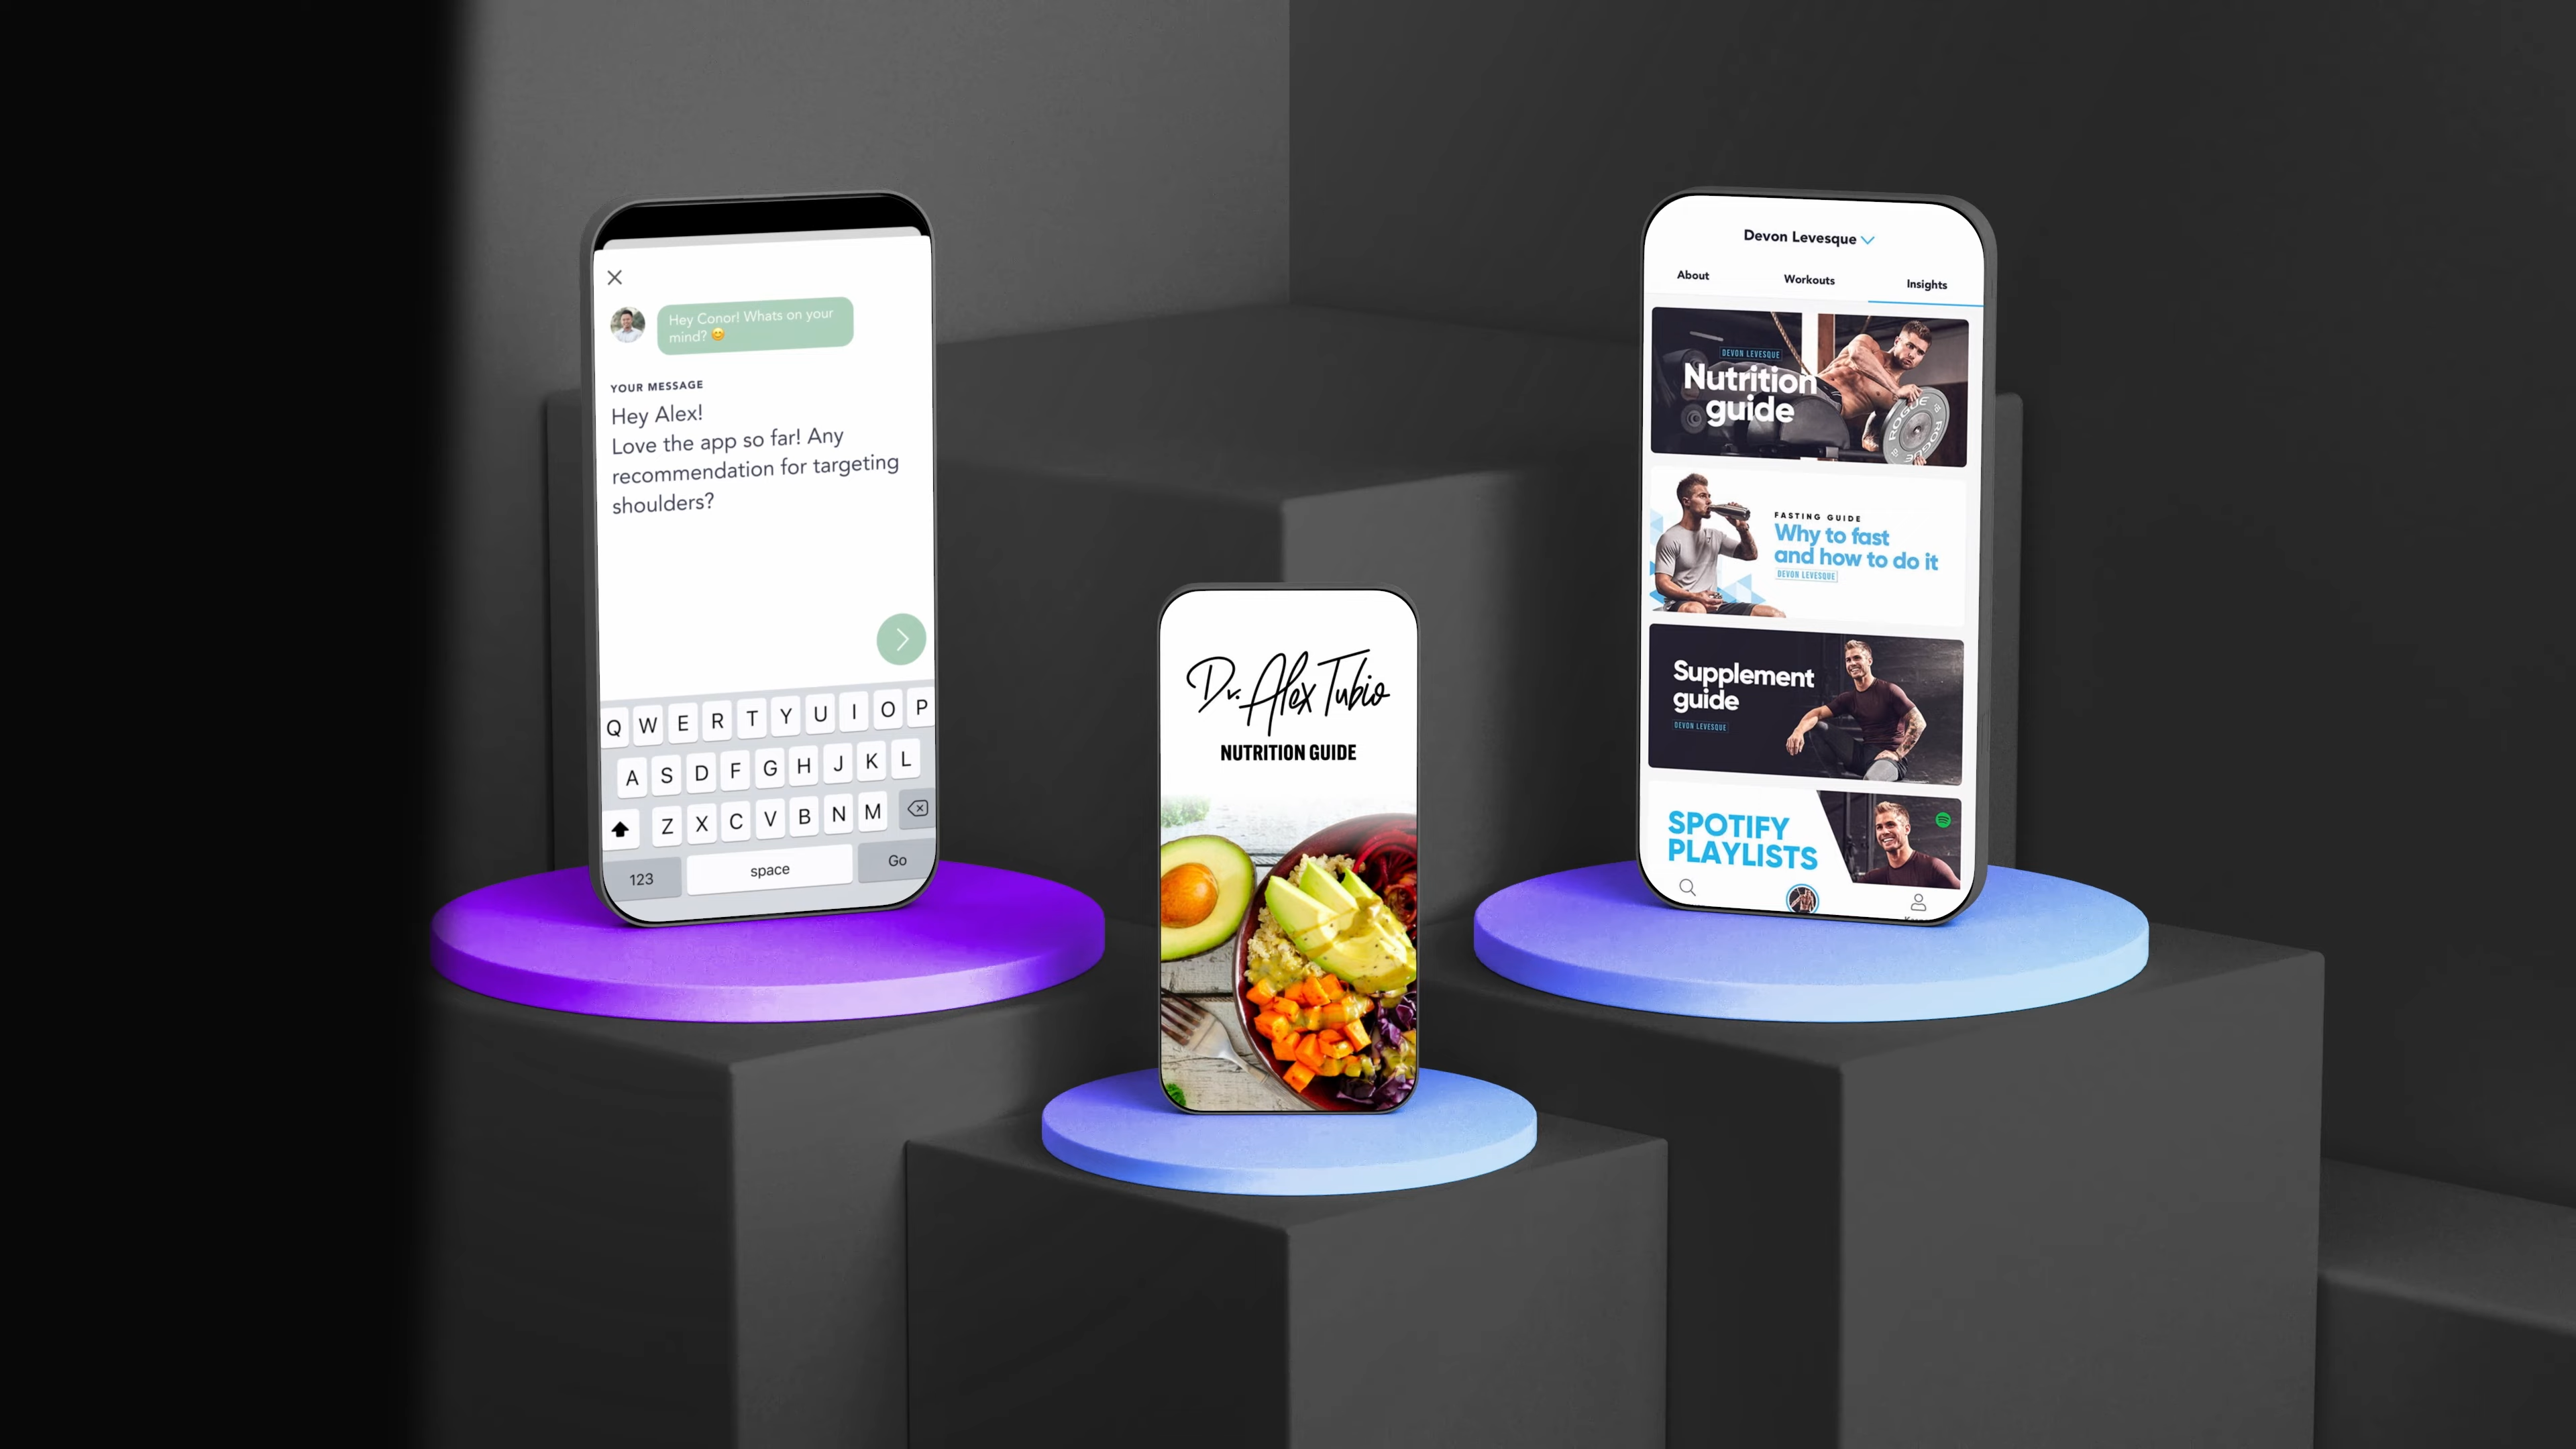 Hey Conor! Whats on your
mind? 😊
YOUR MESSAGE
Hey Alex!
Love the app so far! Any
recommendation for targeting
shoulders?
Q W E R T Y U I O P
A S D F G H J K L
Z X C V B N M
123 space Go
Dr. Alex Tubio
NUTRITION GUIDE
Devon Levesque
About Workouts Insights
DEVON LEVESQUE
Nutrition
guide
ROGUE
ROGUE
FASTING GUIDE
Why to fast
and how to do it
DEVON LEVESQUE
Supplement
guide
DEVON LEVESQUE
SPOTIFY
PLAYLISTS